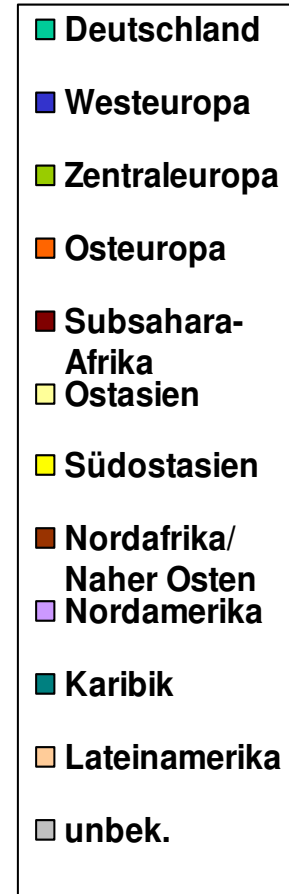 Deutschland
Westeuropa
Zentraleuropa
Osteuropa
Subsahara-
Afrika
Ostasien
Südostasien
Nordafrika/
Naher Osten
Nordamerika
Karibik
Lateinamerika
unbek.